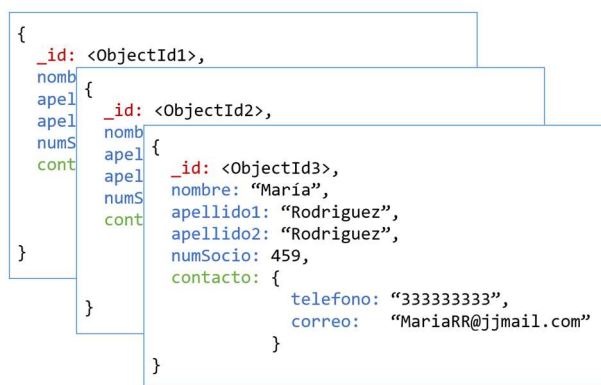 {
_id: <ObjectId1>,
nomb
apel
apel
numS
cont
}
{
_id: <ObjectId2>,
nomb
apel
apel
numS
cont
}
{
_id: <ObjectId3>,
nombre: “María”,
apellido1: “Rodriguez”,
apellido2: “Rodriguez”,
numSocio: 459,
contacto: {
telefono: “333333333”,
correo: “MariaRR@jjmail.com”
}
}